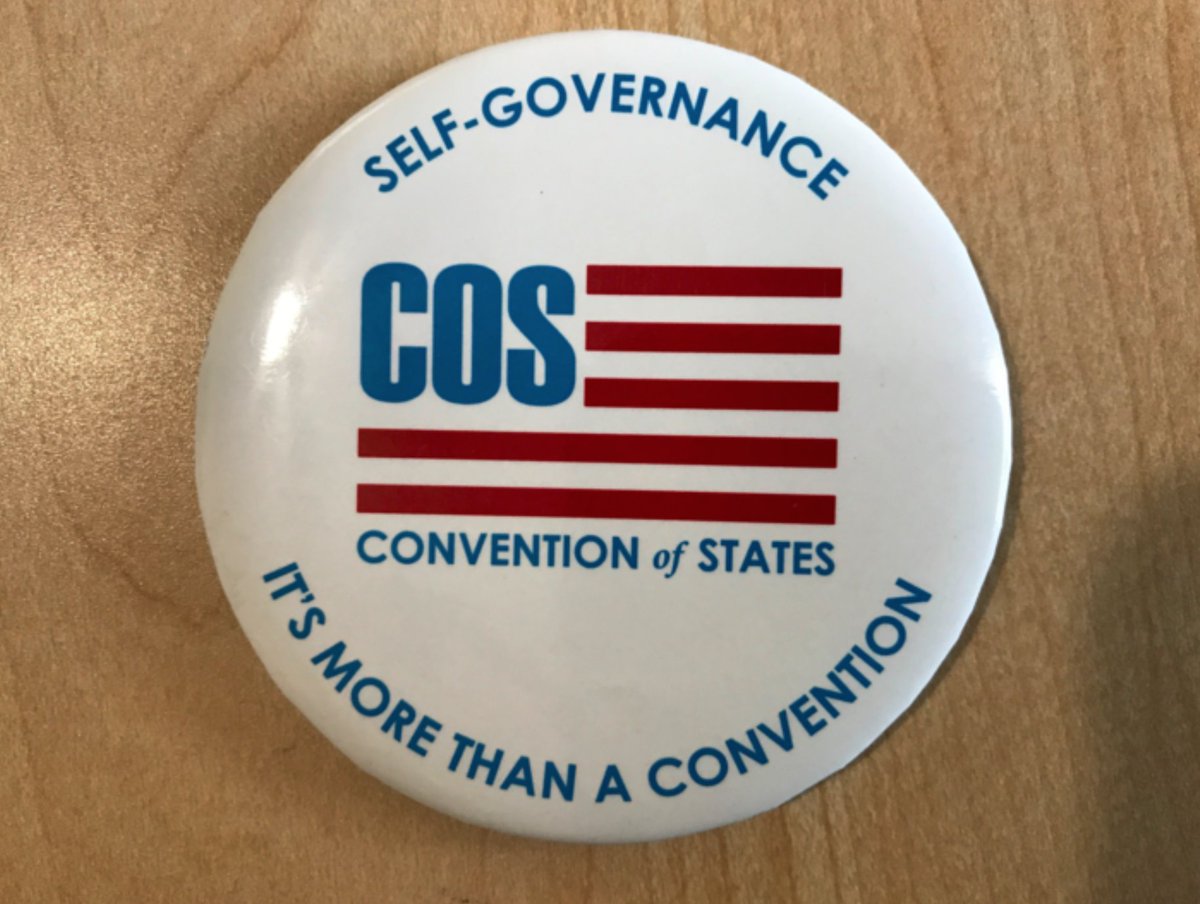 SELF-GOVERNANCE
COS
CONVENTION of STATES
IT'S MORE THAN A CONVENTION